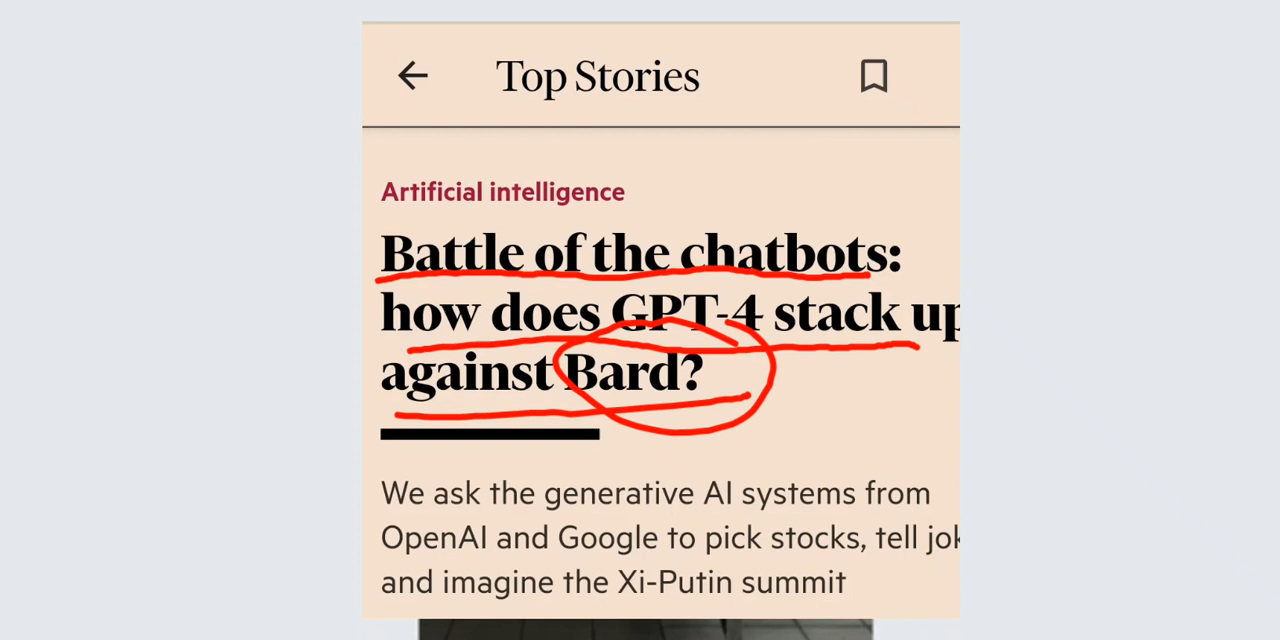 Top Stories
Artificial intelligence
Battle of the chatbots:
how does GPT-4 stack up
against Bard?
We ask the generative AI systems from
OpenAI and Google to pick stocks, tell jok
and imagine the Xi-Putin summit